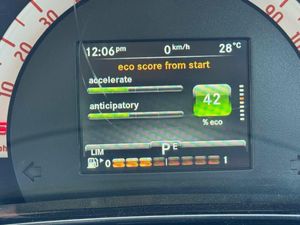 12:06pm 0 km/h 28°C
eco score from start
accelerate
anticipatory
42
% eco
LIM P E
0 1